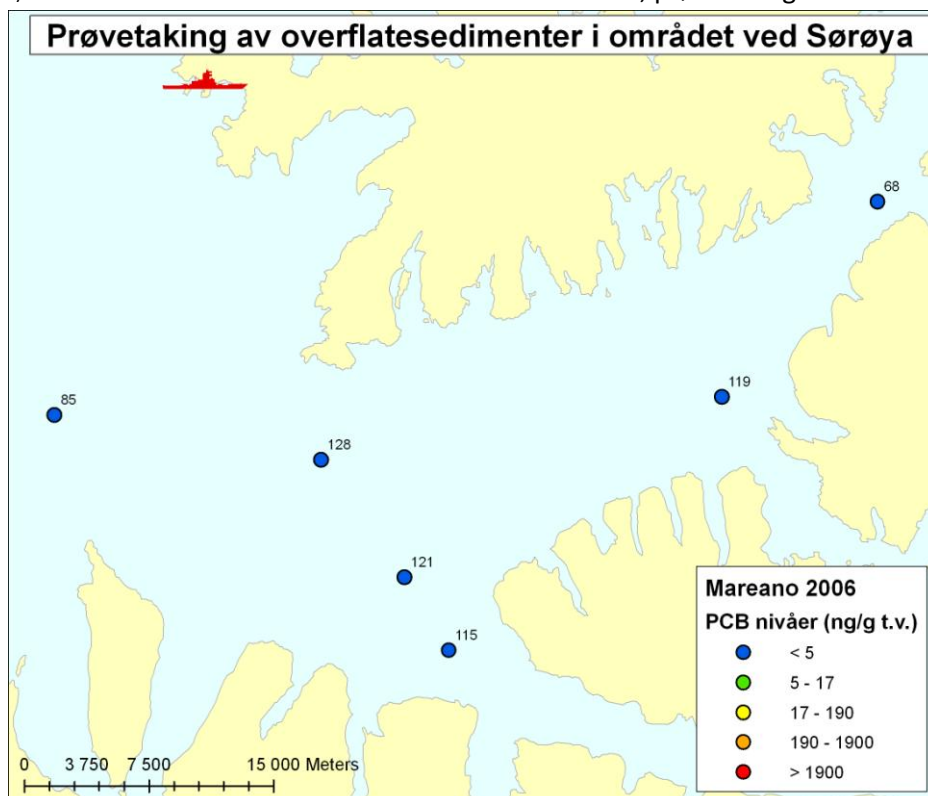 Prøvetaking av overflatesedimenter i området ved Sørøya
68
119
85
128
121
115
Mareano 2006
PCB nivåer (ng/g t.v.)
< 5
5 - 17
17 - 190
190 - 1900
> 1900
0 3 750 7 500 15 000 Meters